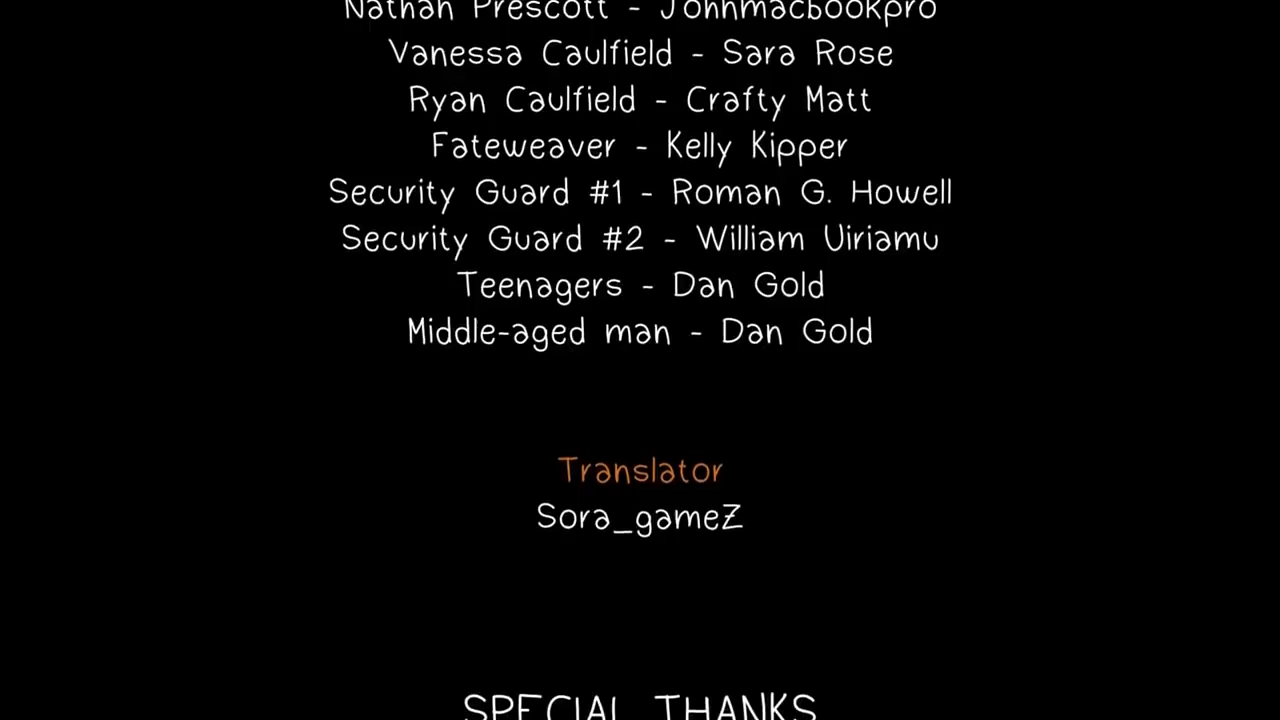 Nathan Prescott - Johnmacbookpro
Vanessa Caulfield - Sara Rose
Ryan Caulfield - Crafty Matt
Fateweaver - Kelly Kipper
Security Guard #1 - Roman G. Howell
Security Guard #2 - William Uiriamu
Teenagers - Dan Gold
Middle-aged man - Dan Gold
Translator
Sora_gameZ
SPECIAL THANKS